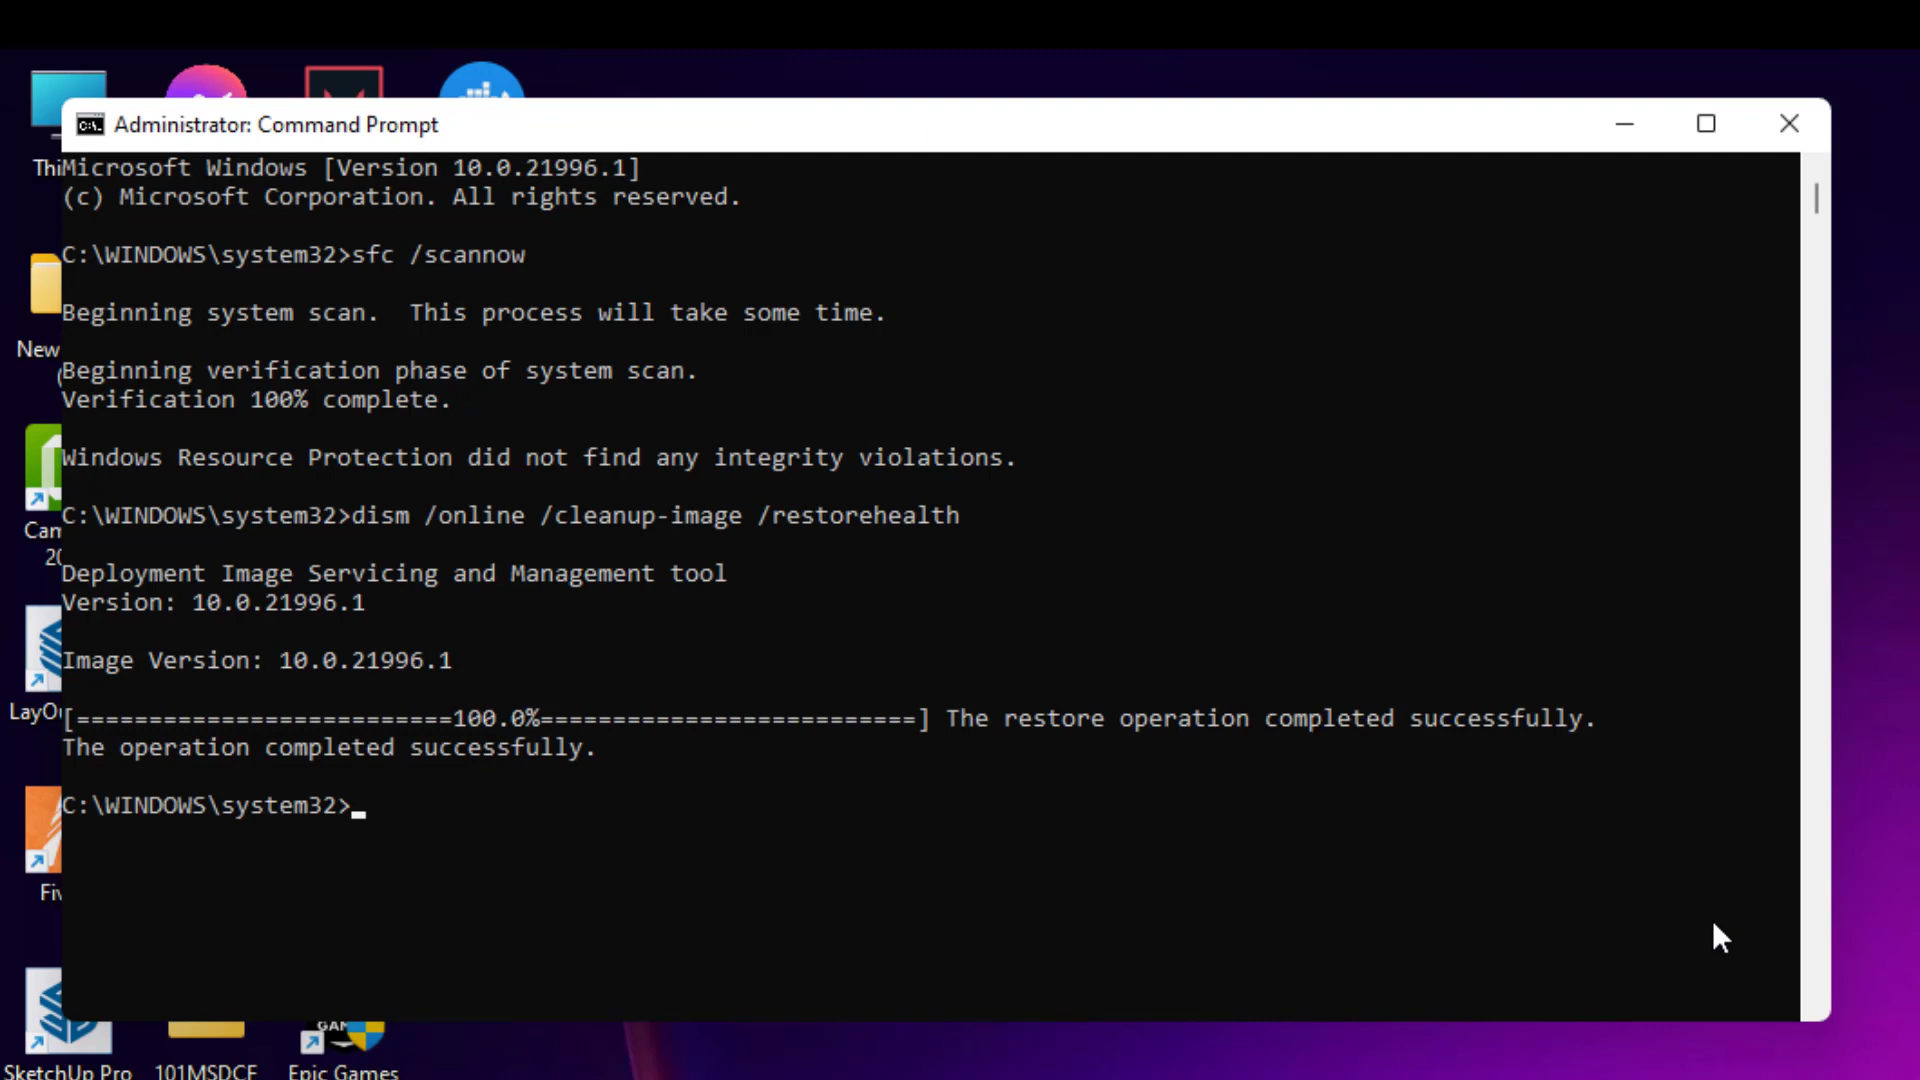 Administrator: Command Prompt
Microsoft Windows [Version 10.0.21996.1]
(c) Microsoft Corporation. All rights reserved.
C:\WINDOWS\system32>sfc /scannow
Beginning system scan.  This process will take some time.
Beginning verification phase of system scan.
Verification 100% complete.
Windows Resource Protection did not find any integrity violations.
C:\WINDOWS\system32>dism /online /cleanup-image /restorehealth
Deployment Image Servicing and Management tool
Version: 10.0.21996.1
Image Version: 10.0.21996.1
[==========================100.0%==========================] The restore operation completed successfully.
The operation completed successfully.
C:\WINDOWS\system32>
Thi
New
Cam
20
LayOu
Fiv
SketchUp Pro
101MSDCF
Epic Games